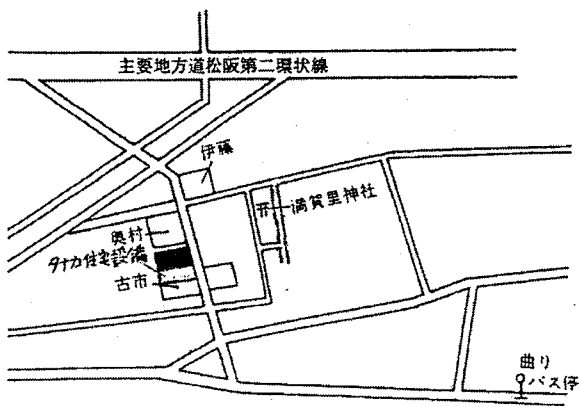 主要地方道松阪第二環状線
伊藤
満賀里神社
奥村
タナカ住宅設備
古市
曲り
バス停